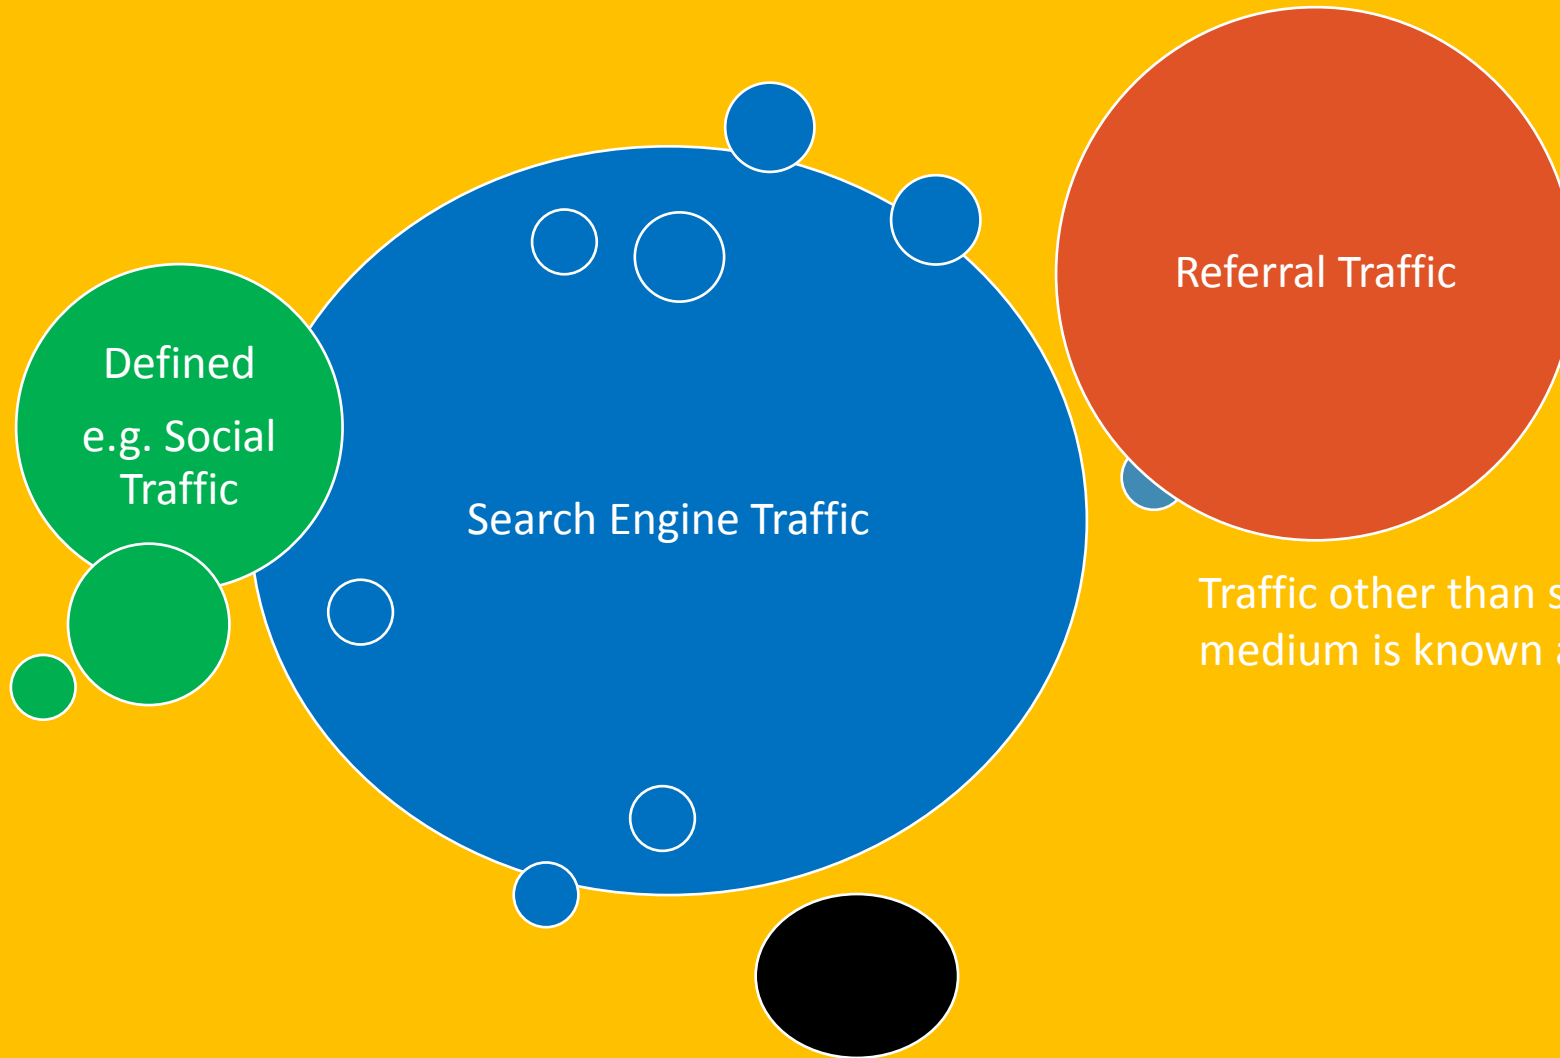 Referral Traffic
Defined
e.g. Social
Traffic
Search Engine Traffic
Traffic other than
medium is known